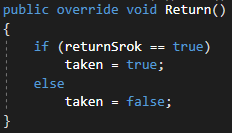 public override void Return()
{
if (returnSrok == true)
taken = true;
else
taken = false;
}